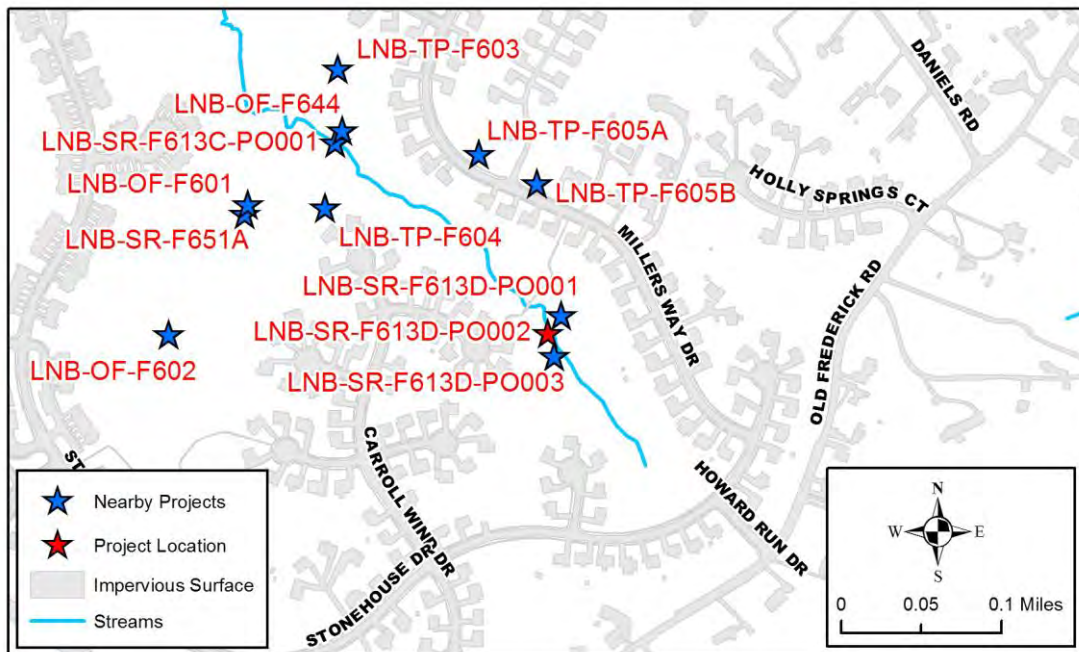 LNB-TP-F603
DANIELS RD
LNB-OF-F644
LNB-SR-F613C-PO001
LNB-TP-F605A
LNB-OF-F601
LNB-TP-F605B
HOLLY SPRINGS CT
LNB-SR-F651A
LNB-TP-F604
MILLERS WAY DR
LNB-SR-F613D-PO001
LNB-SR-F613D-PO002
OLD FREDERICK RD
LNB-OF-F602
LNB-SR-F613D-PO003
CARROLL WIND DR
HOWARD RUN DR
STONEHOUSE DR
ST
Nearby Projects
Project Location
Impervious Surface
Streams
N
W E
S
0 0.05 0.1 Miles